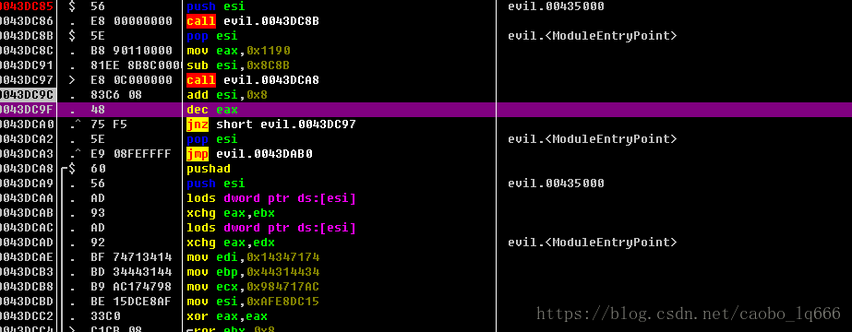 0043DC85 $ 56 push esi evil.00435000
0043DC86 . E8 00000000 call evil.0043DC8B
0043DC8B $ 5E pop esi evil.<ModuleEntryPoint>
0043DC8C . B8 90110000 mov eax,0x1190
0043DC91 . 81EE 8B8C0000 sub esi,0x8C8B
0043DC97 > E8 0C000000 call evil.0043DCA8
0043DC9C . 83C6 08 add esi,0x8
0043DC9F . 48 dec eax
0043DCA0 .^ 75 F5 jnz short evil.0043DC97
0043DCA2 . 5E pop esi evil.<ModuleEntryPoint>
0043DCA3 .^ E9 08FEFFFF jmp evil.0043DAB0
0043DCA8 $ 60 pushad
0043DCA9 . 56 push esi evil.00435000
0043DCAA . AD lods dword ptr ds:[esi]
0043DCAB . 93 xchg eax,ebx
0043DCAC . AD lods dword ptr ds:[esi]
0043DCAD . 92 xchg eax,edx evil.<ModuleEntryPoint>
0043DCAE . BF 74713414 mov edi,0x14347174
0043DCB3 . BD 34443144 mov ebp,0x44314434
0043DCB8 . B9 AC174798 mov ecx,0x984717AC
0043DCBD . BE 15DCE8AF mov esi,0xAFE8DC15
0043DCC2 . 33C0 xor eax,eax
0043DCC4 > C1CB 08 ror ebx,0x8
https://blog.csdn.net/caobo_lq666